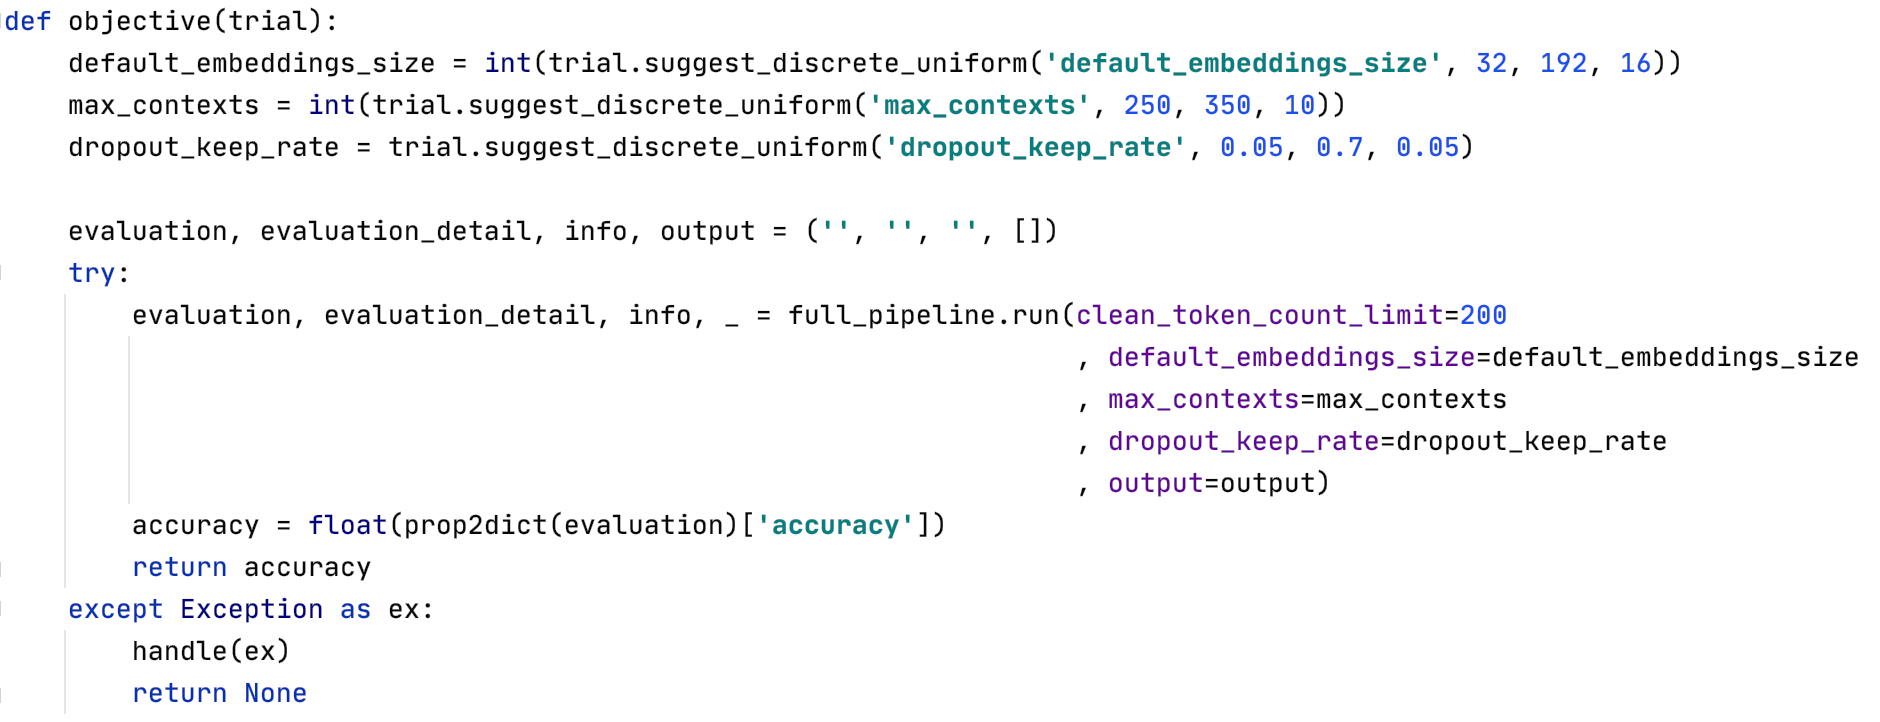 def objective(trial):
    default_embeddings_size = int(trial.suggest_discrete_uniform('default_embeddings_size', 32, 192, 16))
    max_contexts = int(trial.suggest_discrete_uniform('max_contexts', 250, 350, 10))
    dropout_keep_rate = trial.suggest_discrete_uniform('dropout_keep_rate', 0.05, 0.7, 0.05)

    evaluation, evaluation_detail, info, output = ('', '', '', [])
    try:
        evaluation, evaluation_detail, info, _ = full_pipeline.run(clean_token_count_limit=200
                                                                   , default_embeddings_size=default_embeddings_size
                                                                   , max_contexts=max_contexts
                                                                   , dropout_keep_rate=dropout_keep_rate
                                                                   , output=output)
        accuracy = float(prop2dict(evaluation)['accuracy'])
        return accuracy
    except Exception as ex:
        handle(ex)
        return None